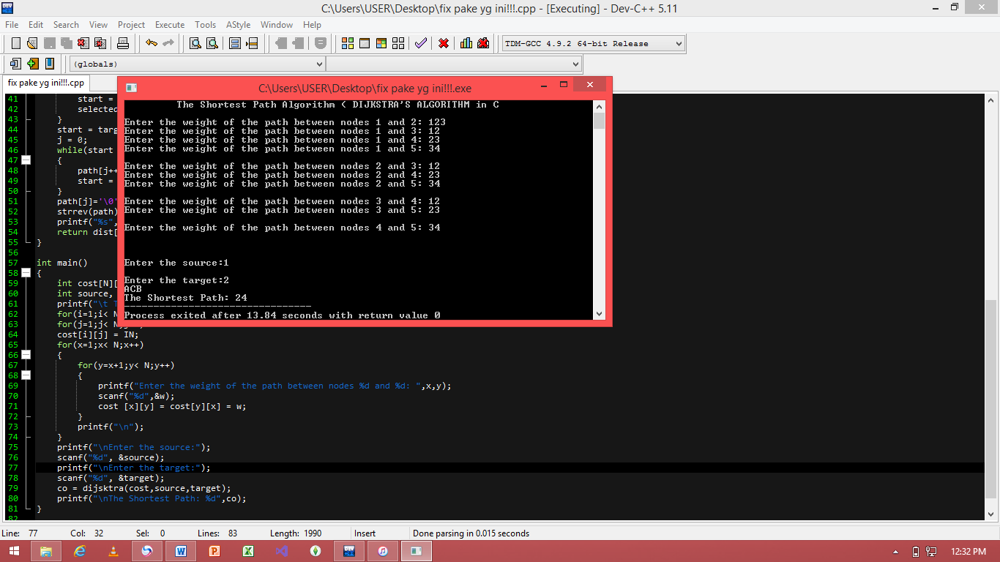 C:\Users\USER\Desktop\fix pake yg ini!!!.cpp - [Executing] - Dev-C++ 5.11
File Edit Search View Project Execute Tools AStyle Window Help
TDM-GCC 4.9.2 64-bit Release
(globals)
fix pake yg ini!!!.cpp
C:\Users\USER\Desktop\fix pake yg ini!!!.exe
The Shortest Path Algorithm ( DIJKSTRA'S ALGORITHM in C
Enter the weight of the path between nodes 1 and 2: 123
Enter the weight of the path between nodes 1 and 3: 12
Enter the weight of the path between nodes 1 and 4: 23
Enter the weight of the path between nodes 1 and 5: 34
Enter the weight of the path between nodes 2 and 3: 12
Enter the weight of the path between nodes 2 and 4: 23
Enter the weight of the path between nodes 2 and 5: 34
Enter the weight of the path between nodes 3 and 4: 12
Enter the weight of the path between nodes 3 and 5: 23
Enter the weight of the path between nodes 4 and 5: 34
Enter the source:1
Enter the target:2
ACB
The Shortest Path: 24
--------------------------------
Process exited after 13.84 seconds with return value 0
41 start =
42 selected
43 }
44 start = targ
45 j = 0;
46 while(start
47 {
48 path[j++
49 start =
50 }
51 path[j]='\0'
52 strrev(path)
53 printf("%s",
54 return dist[
55 }
56
57 int main()
58 {
59 int cost[N][
60 int source,
61 printf("\t T
62 for(i=1;i< N
63 for(j=1;j< N
64 cost[i][j] = IN;
65 for(x=1;x< N;x++)
66 {
67 for(y=x+1;y< N;y++)
68 {
69 printf("Enter the weight of the path between nodes %d and %d: ",x,y);
70 scanf("%d",&w);
71 cost [x][y] = cost[y][x] = w;
72 }
73 printf("\n");
74 }
75 printf("\nEnter the source:");
76 scanf("%d", &source);
77 printf("\nEnter the target:");
78 scanf("%d", &target);
79 co = dijsktra(cost,source,target);
80 printf("\nThe Shortest Path: %d",co);
81 }
82
Line: 77 Col: 32 Sel: 0 Lines: 83 Length: 1990 Insert Done parsing in 0.015 seconds
12:32 PM